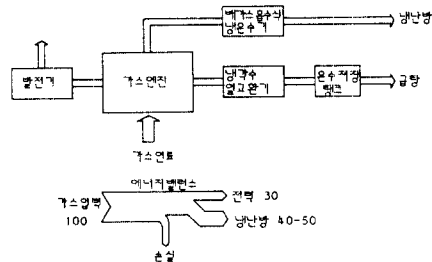 배가스 흡수식
냉온수기
냉난방
발전기
가스엔진
냉각수
열교환기
온수저장
탱크
급탕
가스연료
에너지밸런스
가스입력
100
전력 30
냉난방 40-50
손실